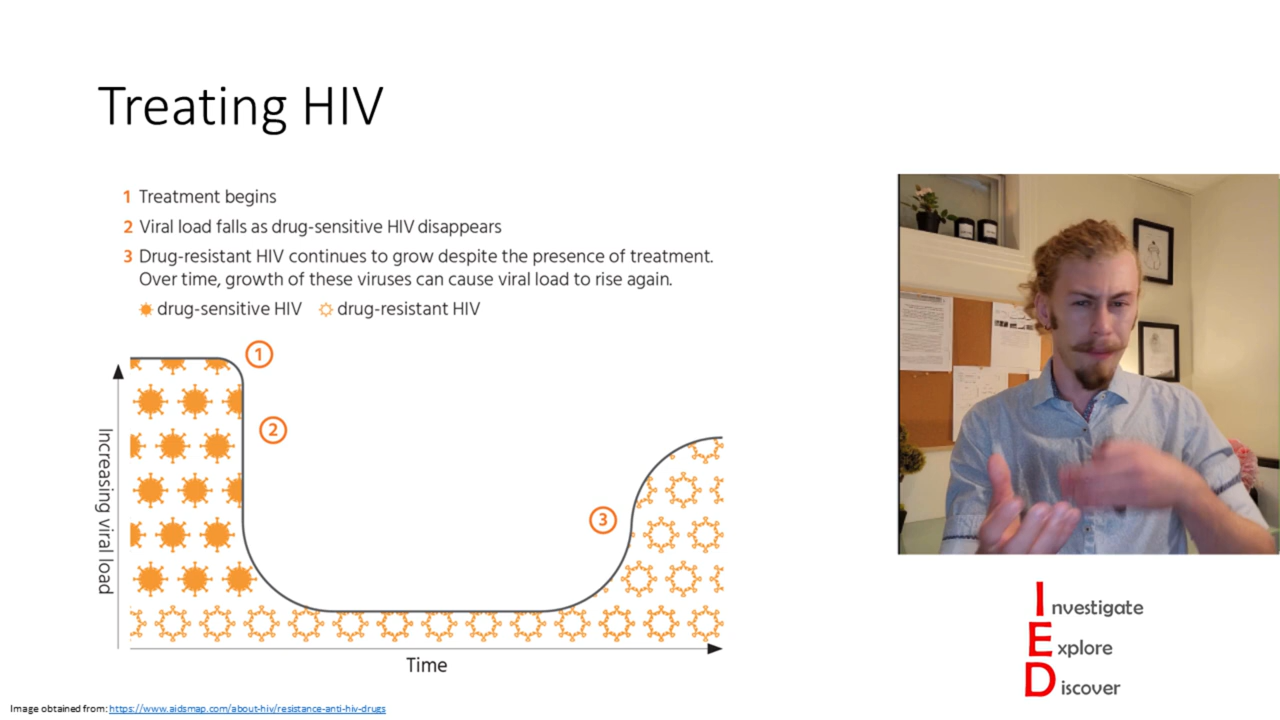 Treating HIV
1 Treatment begins
2 Viral load falls as drug-sensitive HIV disappears
3 Drug-resistant HIV continues to grow despite the presence of treatment.
Over time, growth of these viruses can cause viral load to rise again.
drug-sensitive HIV drug-resistant HIV
1
2
3
Increasing viral load
Time
Investigate
Explore
Discover
Image obtained from: https://www.aidsmap.com/about-hiv/resistance-anti-hiv-drugs